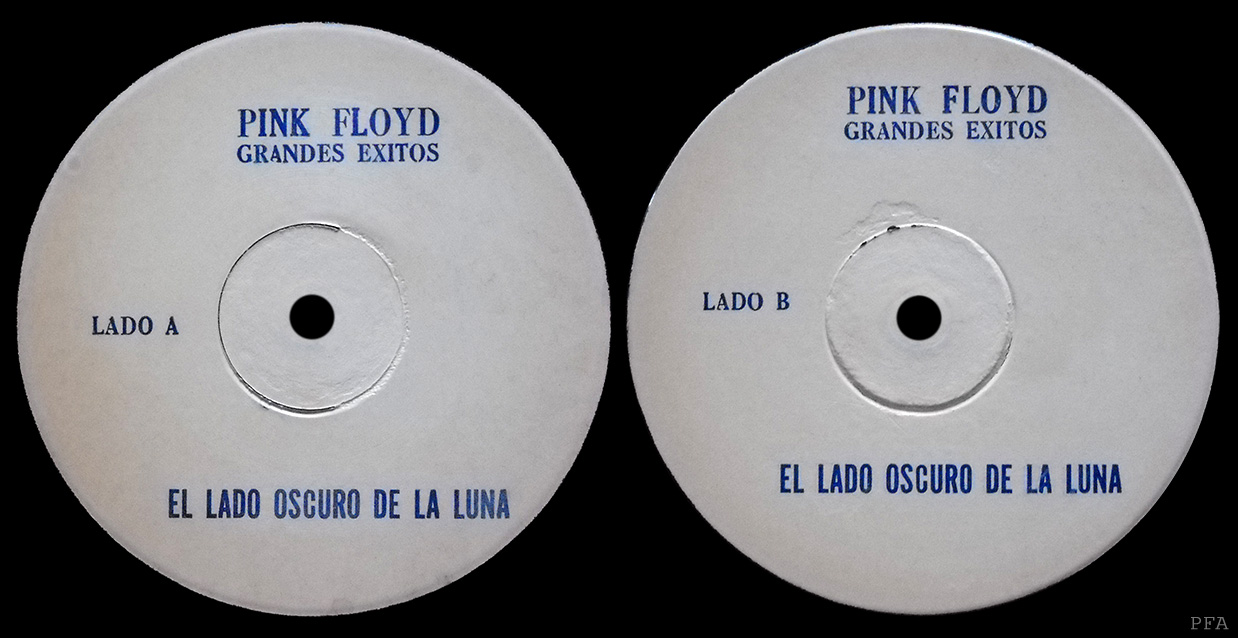 PINK FLOYD
GRANDES EXITOS
LADO A
EL LADO OSCURO DE LA LUNA
PINK FLOYD
GRANDES EXITOS
LADO B
EL LADO OSCURO DE LA LUNA
PFA